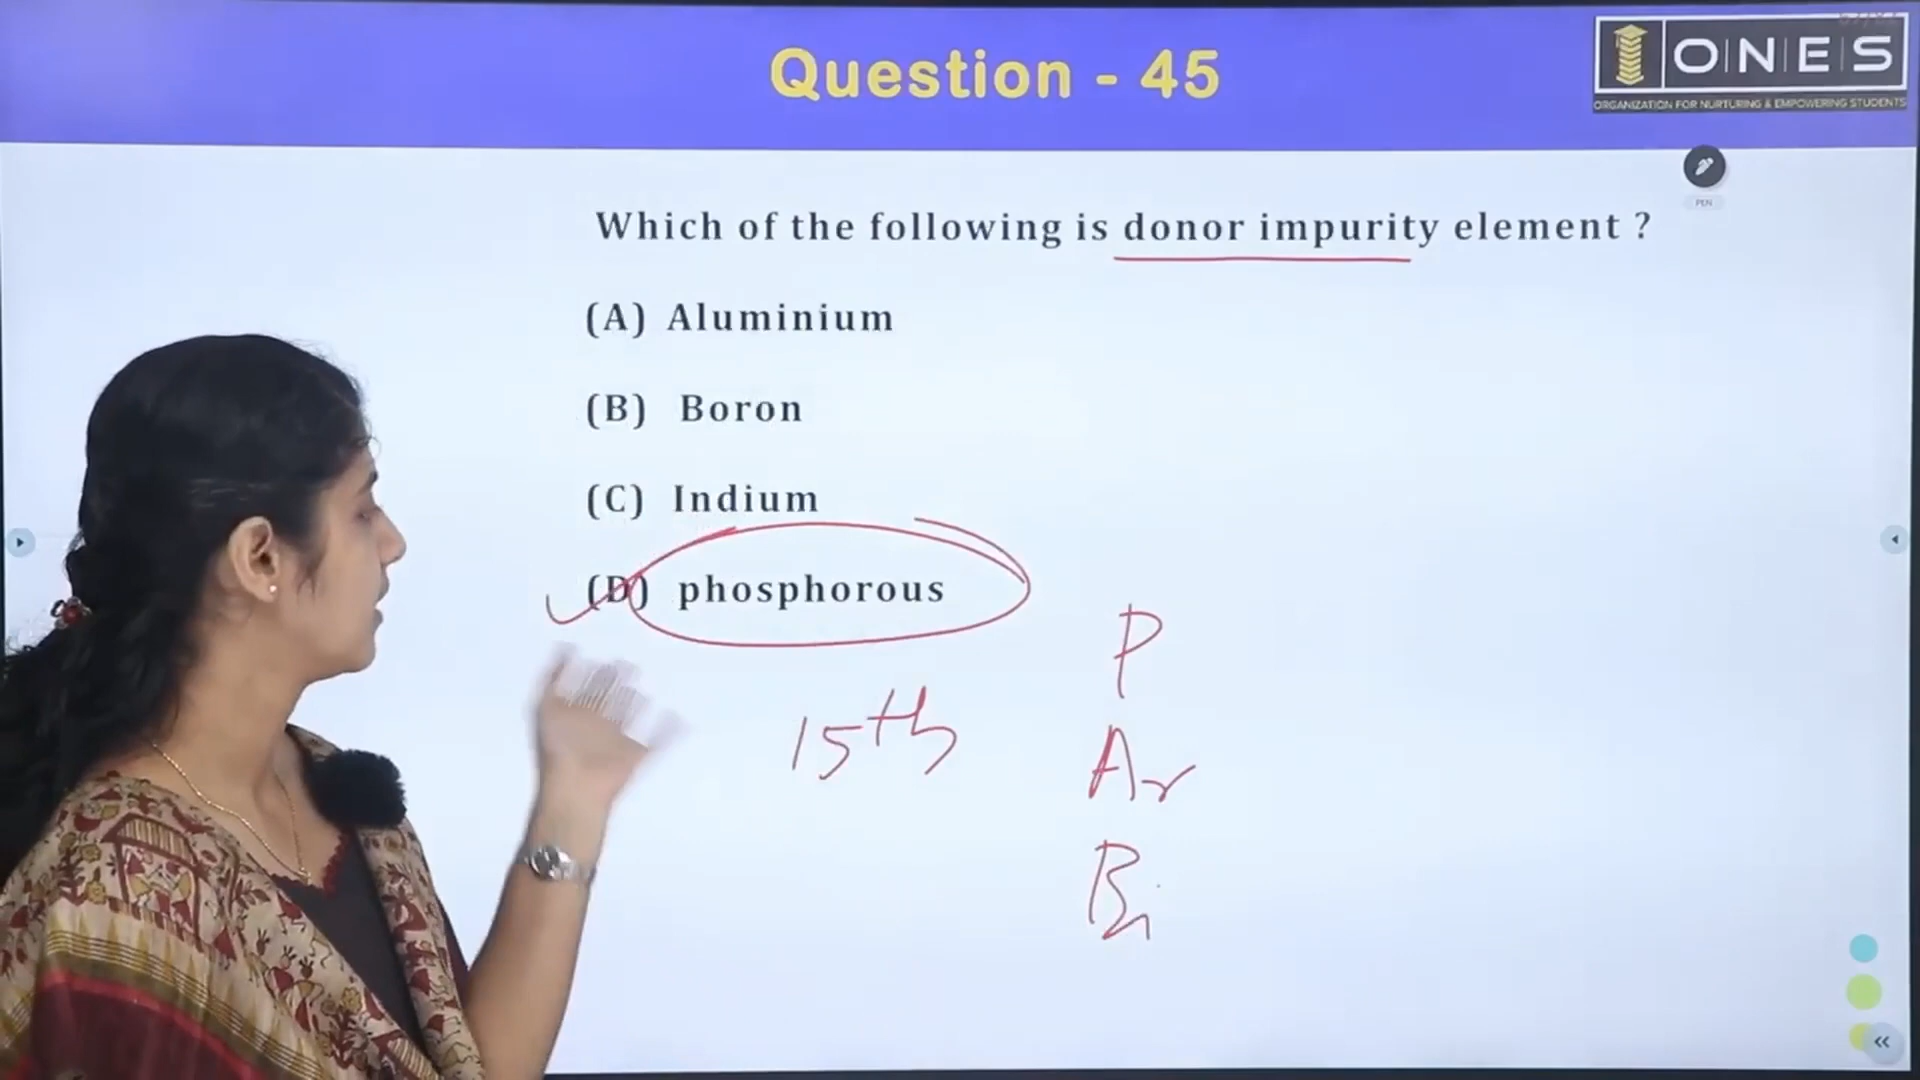 Question - 45
ONES
ORGANIZATION FOR NURTURING & EMPOWERING STUDENTS
PEN
Which of the following is donor impurity element ?
(A) Aluminium
(B) Boron
(C) Indium
(D) phosphorous
15th
P
Ar
Bi